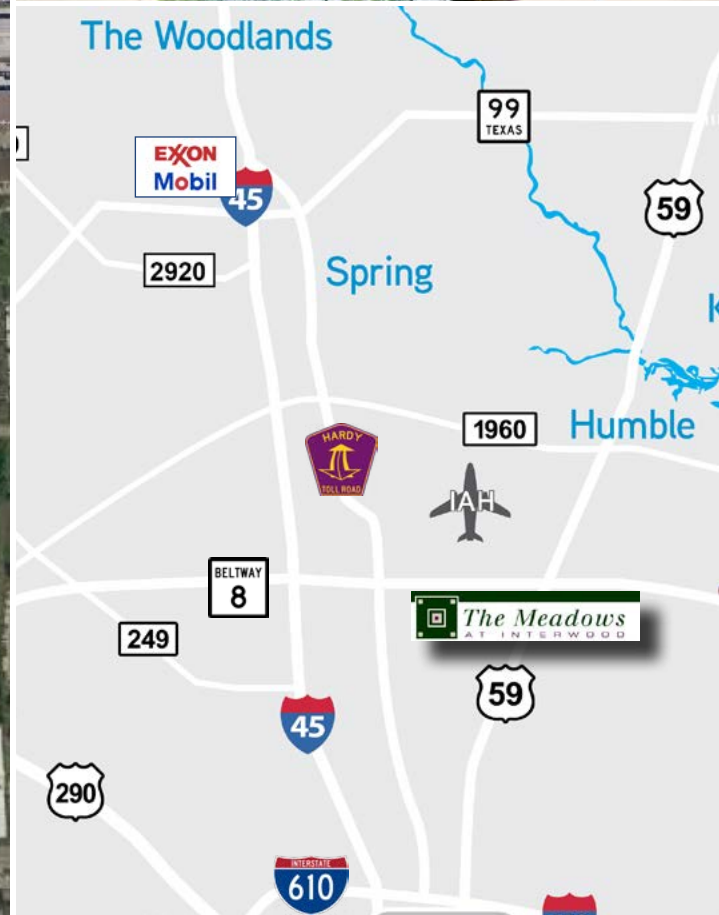 The Woodlands
99
TEXAS
EXXON
Mobil
45
59
2920
Spring
K
1960
Humble
HARDY
TOLL ROAD
IAH
BELTWAY
8
The Meadows
AT INTERWOOD
249
59
45
290
INTERSTATE
610